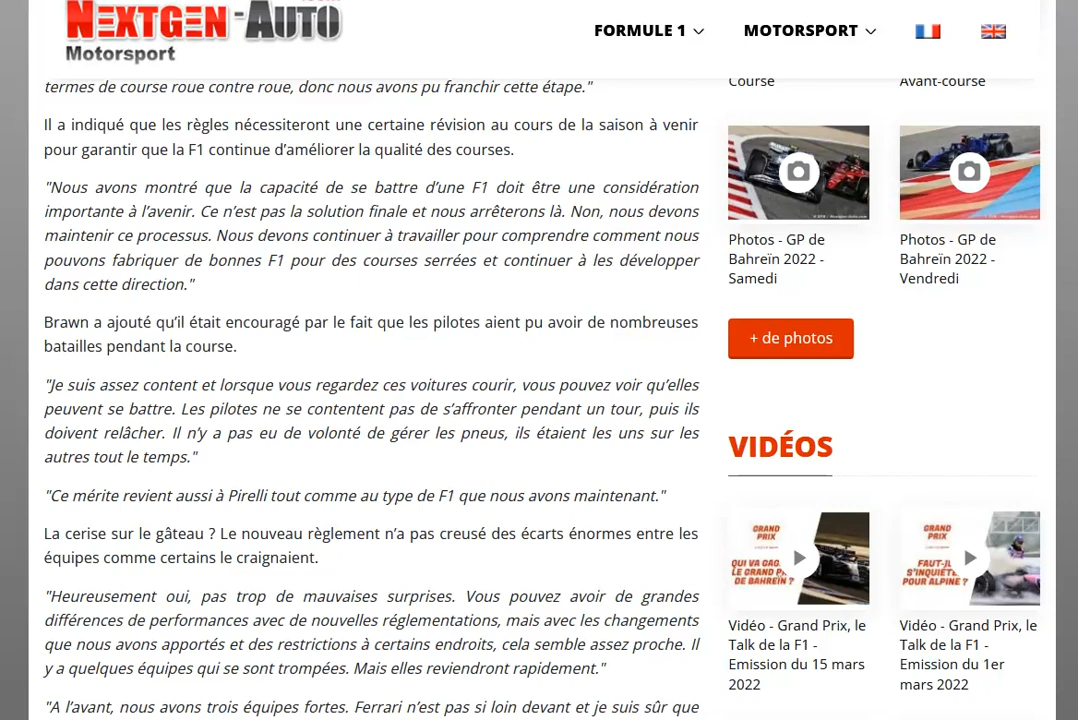 NEXTGEN-AUTO
Motorsport
FORMULE 1
MOTORSPORT
termes de course roue contre roue, donc nous avons pu franchir cette étape."
Il a indiqué que les règles nécessiteront une certaine révision au cours de la saison à venir
pour garantir que la F1 continue d’améliorer la qualité des courses.
"Nous avons montré que la capacité de se battre d’une F1 doit être une considération
importante à l’avenir. Ce n’est pas la solution finale et nous arrêterons là. Non, nous devons
maintenir ce processus. Nous devons continuer à travailler pour comprendre comment nous
pouvons fabriquer de bonnes F1 pour des courses serrées et continuer à les développer
dans cette direction."
Brawn a ajouté qu’il était encouragé par le fait que les pilotes aient pu avoir de nombreuses
batailles pendant la course.
"Je suis assez content et lorsque vous regardez ces voitures courir, vous pouvez voir qu’elles
peuvent se battre. Les pilotes ne se contentent pas de s’affronter pendant un tour, puis ils
doivent relâcher. Il n’y a pas eu de volonté de gérer les pneus, ils étaient les uns sur les
autres tout le temps."
"Ce mérite revient aussi à Pirelli tout comme au type de F1 que nous avons maintenant."
La cerise sur le gâteau ? Le nouveau règlement n’a pas creusé des écarts énormes entre les
équipes comme certains le craignaient.
"Heureusement oui, pas trop de mauvaises surprises. Vous pouvez avoir de grandes
différences de performances avec de nouvelles réglementations, mais avec les changements
que nous avons apportés et des restrictions à certains endroits, cela semble assez proche. Il
y a quelques équipes qui se sont trompées. Mais elles reviendront rapidement."
"A l’avant, nous avons trois équipes fortes. Ferrari n’est pas si loin devant et je suis sûr que
Course
Avant-course
Photos - GP de
Bahreïn 2022 -
Samedi
Photos - GP de
Bahreïn 2022 -
Vendredi
+ de photos
VIDÉOS
GRAND
PRIX
QUI VA GAG
LE GRAND PR
DE BAHREÏN ?
GRAND
PRIX
FAUT-IL
S’INQUIÉTE
POUR ALPINE ?
Vidéo - Grand Prix, le
Talk de la F1 -
Emission du 15 mars
2022
Vidéo - Grand Prix, le
Talk de la F1 -
Emission du 1er
mars 2022